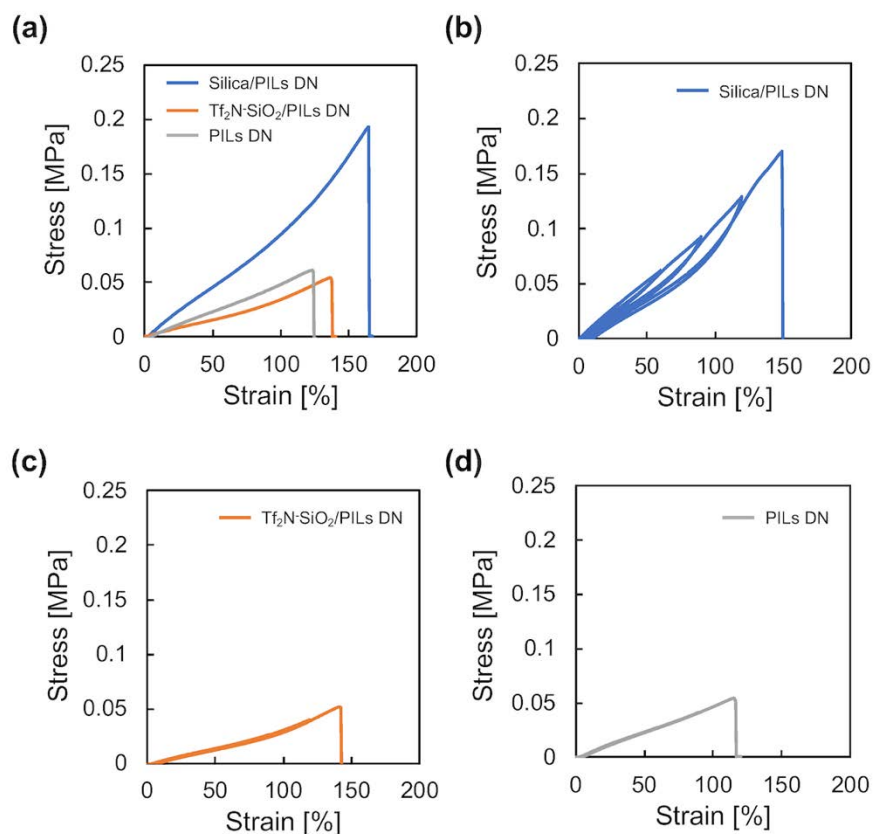 (a)
Stress [MPa]
0.25
0.2
0.15
0.1
0.05
0
Silica/PILs DN
Tf₂N-SiO₂/PILs DN
PILs DN
0 50 100 150 200
Strain [%]
(b)
Stress [MPa]
0.25
0.2
0.15
0.1
0.05
0
Silica/PILs DN
0 50 100 150 200
Strain [%]
(c)
Stress [MPa]
0.25
0.2
0.15
0.1
0.05
0
Tf₂N-SiO₂/PILs DN
0 50 100 150 200
Strain [%]
(d)
Stress [MPa]
0.25
0.2
0.15
0.1
0.05
0
PILs DN
0 50 100 150 200
Strain [%]